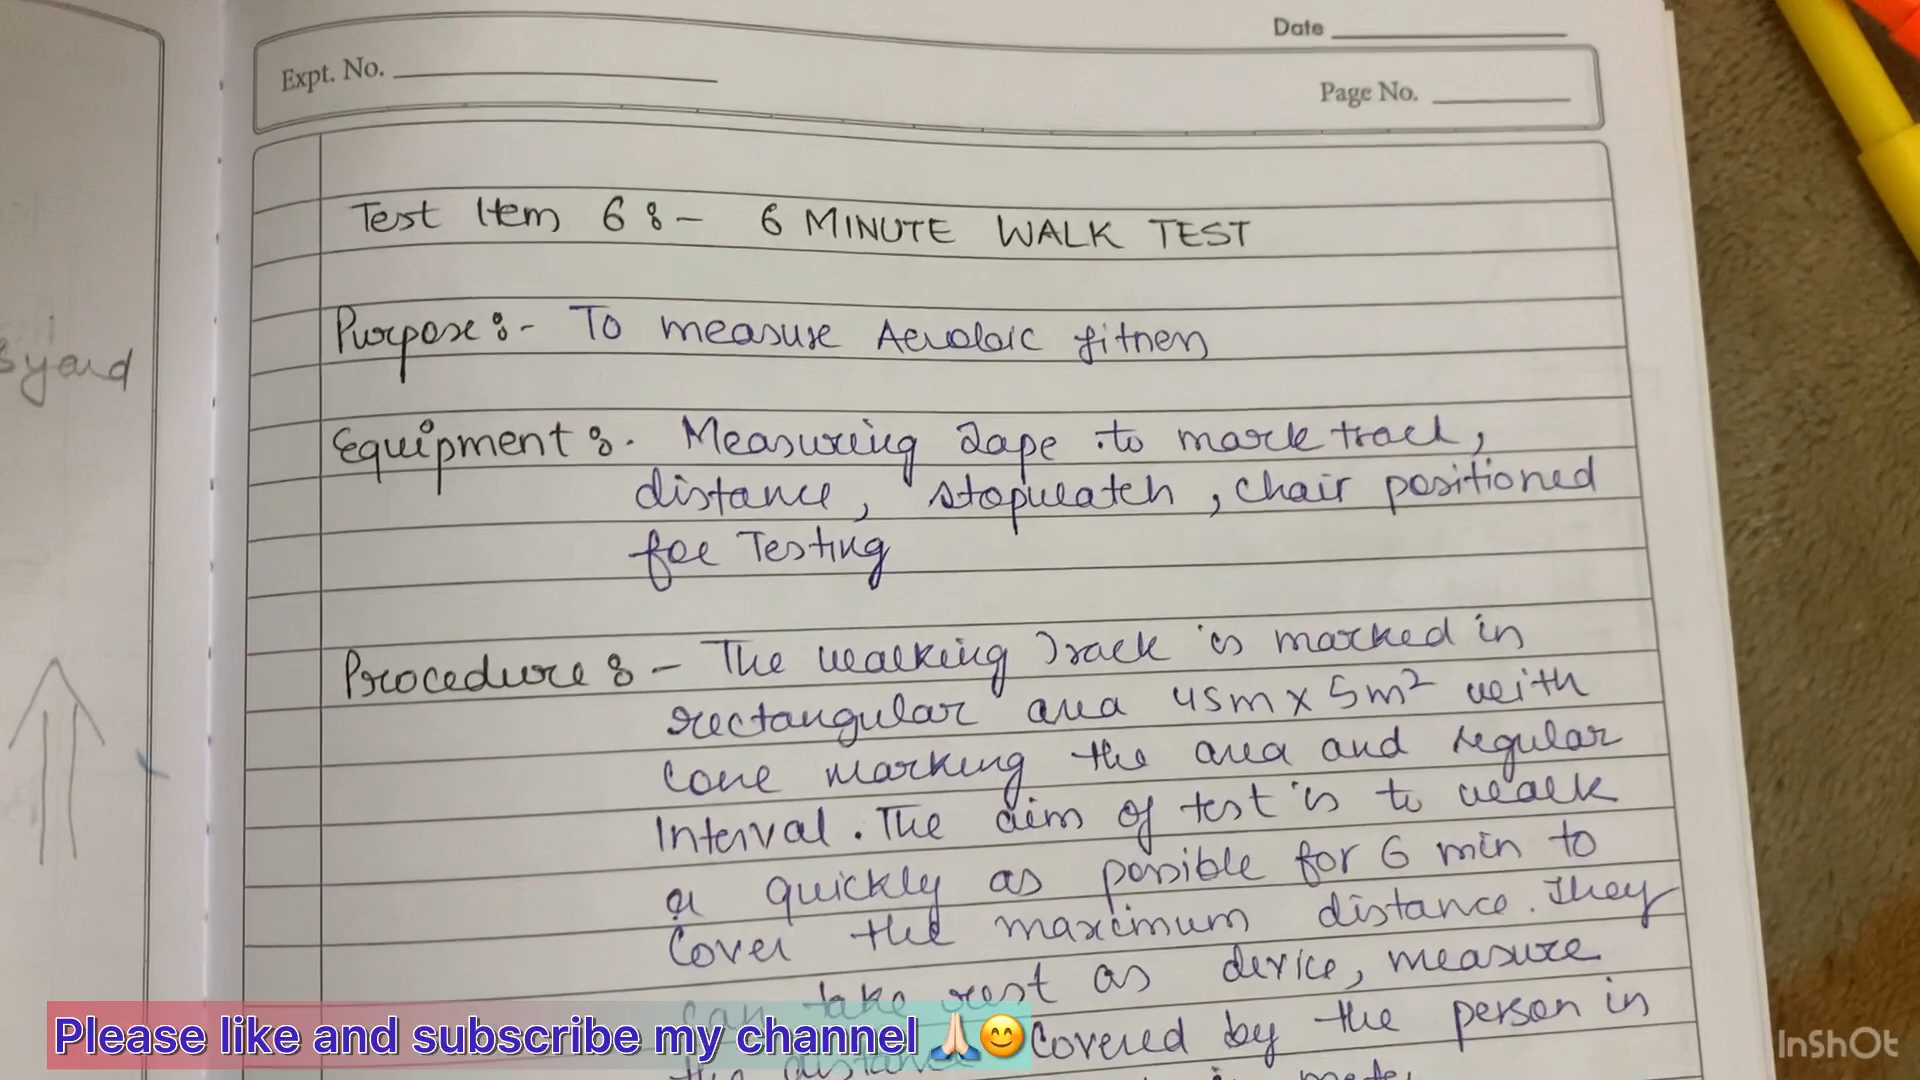 Date
Expt. No.
Page No.
Test Item 6 :- 6 MINUTE WALK TEST
Purpose :- To measure Aerobic fitness
Equipment :- Measuring Tape to mark track,
distance, stopwatch, chair positioned
for Testing
Procedure :- The walking Track is marked in
rectangular area 45m x 5m² with
cone marking the area and regular
Interval. The aim of test is to walk
a quickly as possible for 6 min to
cover the maximum distance. They
can take rest as device, measure
the distance covered by the person in
yard
Please like and subscribe my channel 🙏🏻😊
InShOt